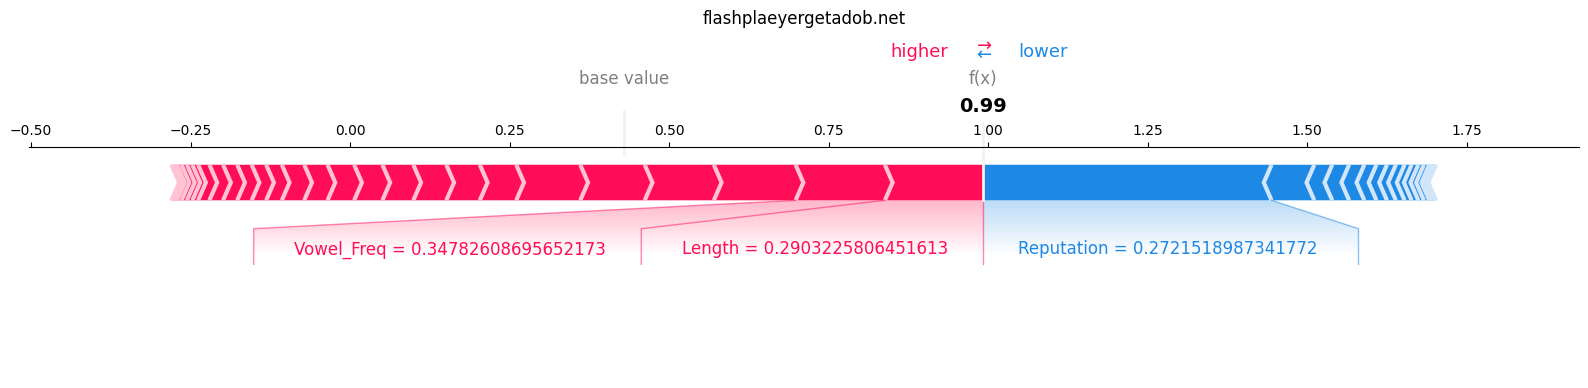 flashplaeyergetadob.net
higher → ← lower
base value f(x)
0.99
−0.50 −0.25 0.00 0.25 0.50 0.75 1.00 1.25 1.50 1.75
Vowel_Freq = 0.34782608695652173 Length = 0.2903225806451613 Reputation = 0.2721518987341772